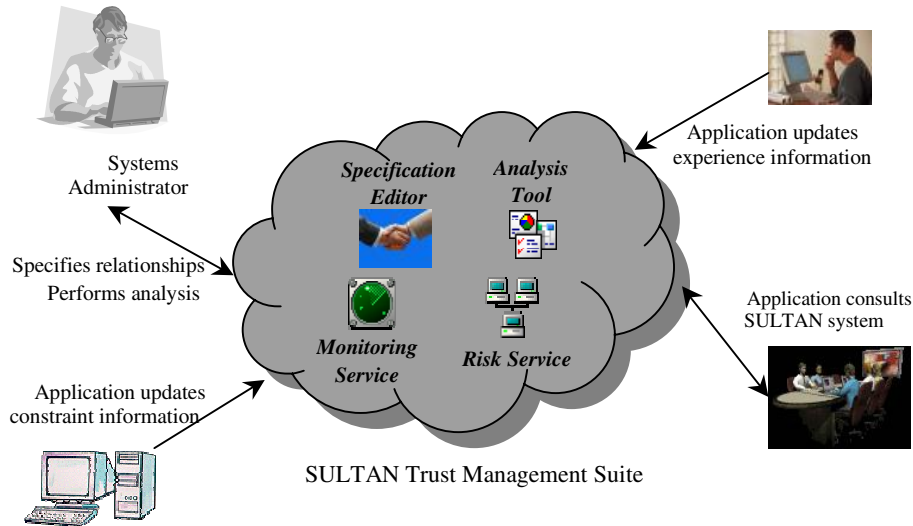 Systems
Administrator
Specifies relationships
Performs analysis
Application updates
constraint information
Specification
Editor
Analysis
Tool
Monitoring
Service
Risk Service
Application updates
experience information
Application consults
SULTAN system
SULTAN Trust Management Suite